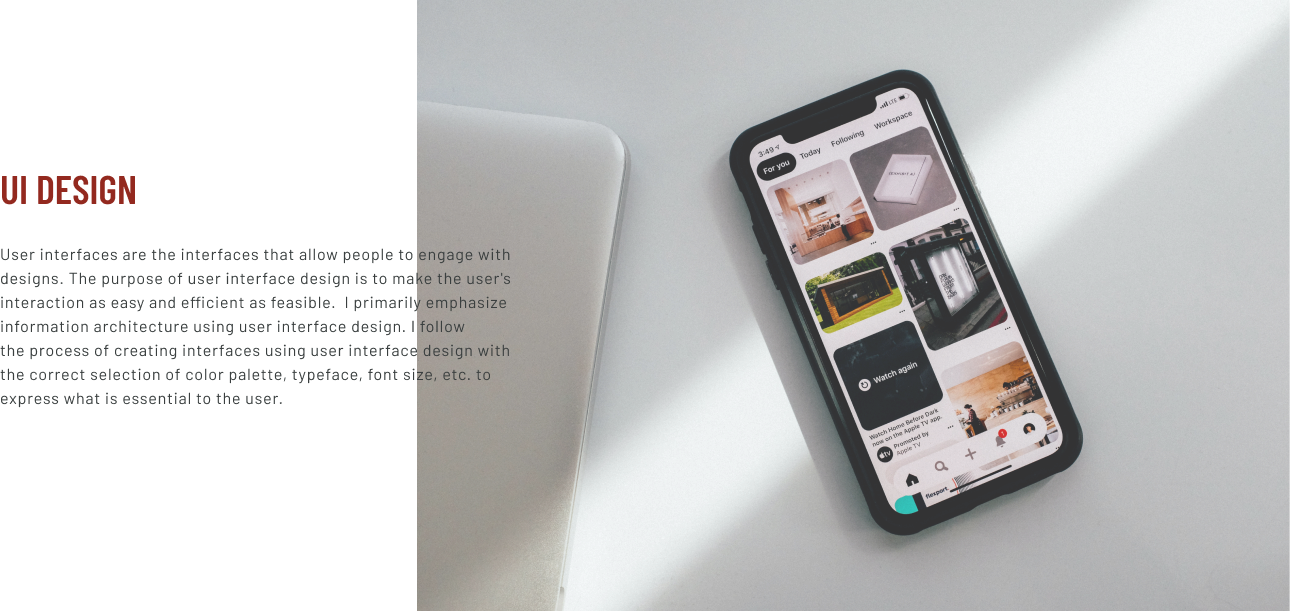 UI DESIGN
User interfaces are the interfaces that allow people to engage with
designs. The purpose of user interface design is to make the user's
interaction as easy and efficient as feasible.  I primarily emphasize
information architecture using user interface design. I follow
the process of creating interfaces using user interface design with
the correct selection of color palette, typeface, font size, etc. to
express what is essential to the user.
3:49
LTE
For you
Today
Following
Workspace
Watch again
Watch Home Before Dark
now on the Apple TV app.
Promoted by
Apple TV
tv
1
flexport.